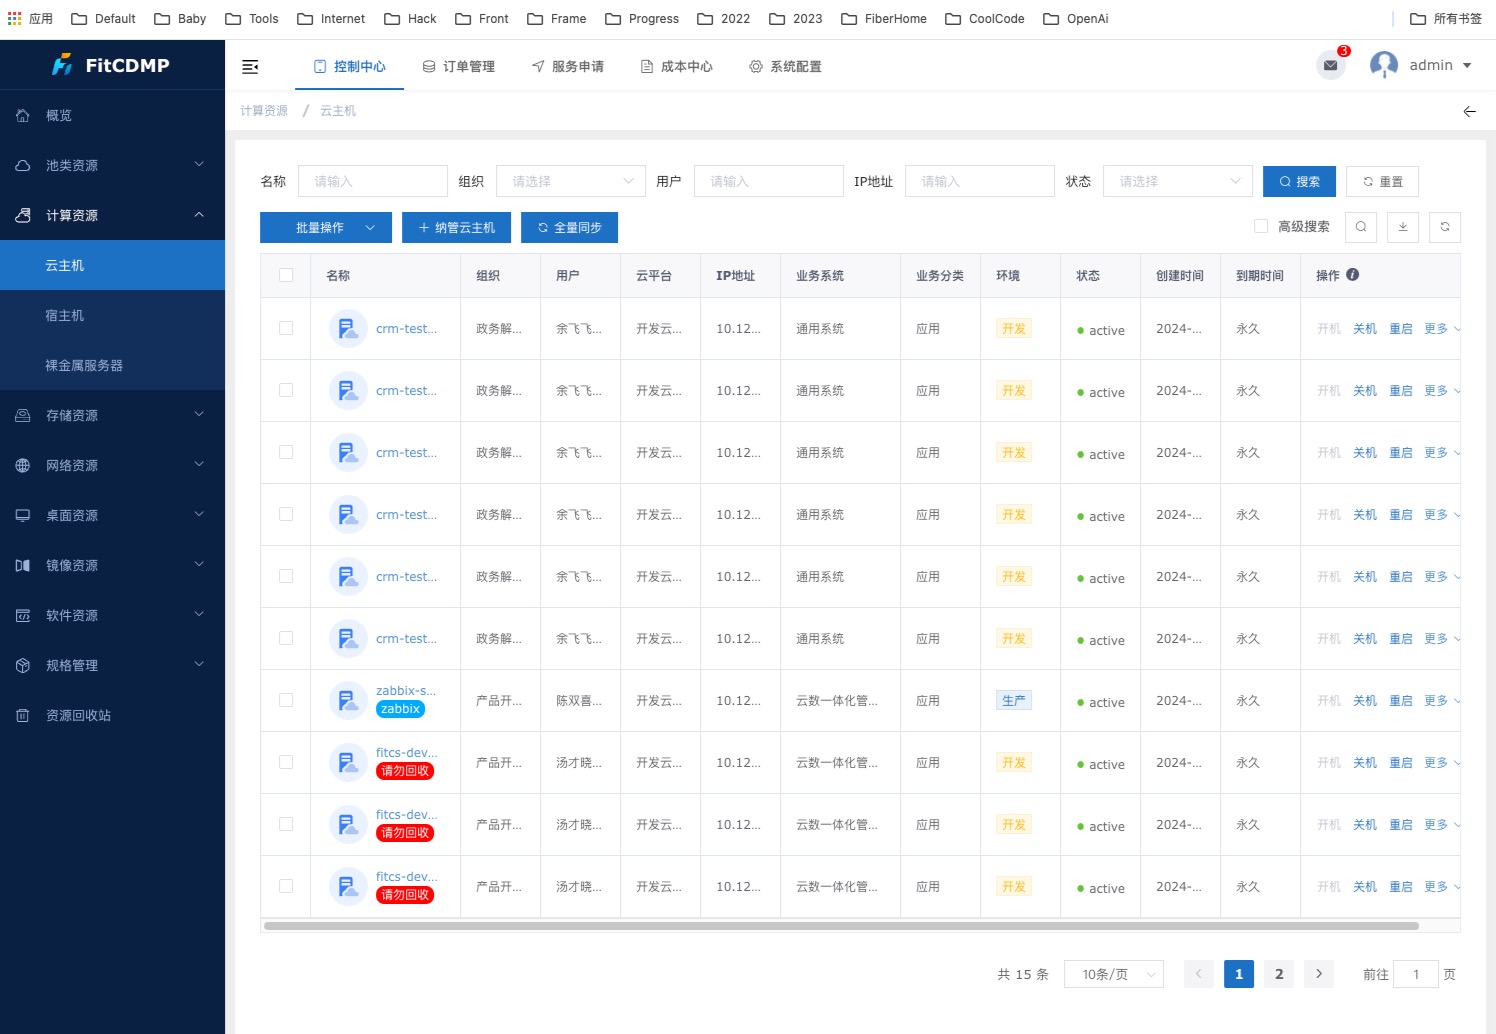 应用 Default Baby Tools Internet Hack Front Frame Progress 2022 2023 FiberHome CoolCode OpenAi 所有书签
FitCDMP 控制中心 订单管理 服务申请 成本中心 系统配置 3 admin
计算资源 / 云主机
概览
池类资源
计算资源
云主机
宿主机
裸金属服务器
存储资源
网络资源
桌面资源
镜像资源
软件资源
规格管理
资源回收站
名称 请输入 组织 请选择 用户 请输入 IP地址 请输入 状态 请选择 搜索 重置
批量操作 纳管云主机 全量同步 高级搜索
名称 组织 用户 云平台 IP地址 业务系统 业务分类 环境 状态 创建时间 到期时间 操作
crm-test... 政务解... 余飞飞... 开发云... 10.12... 通用系统 应用 开发 active 2024-... 永久 开机 关机 重启 更多
crm-test... 政务解... 余飞飞... 开发云... 10.12... 通用系统 应用 开发 active 2024-... 永久 开机 关机 重启 更多
crm-test... 政务解... 余飞飞... 开发云... 10.12... 通用系统 应用 开发 active 2024-... 永久 开机 关机 重启 更多
crm-test... 政务解... 余飞飞... 开发云... 10.12... 通用系统 应用 开发 active 2024-... 永久 开机 关机 重启 更多
crm-test... 政务解... 余飞飞... 开发云... 10.12... 通用系统 应用 开发 active 2024-... 永久 开机 关机 重启 更多
crm-test... 政务解... 余飞飞... 开发云... 10.12... 通用系统 应用 开发 active 2024-... 永久 开机 关机 重启 更多
zabbix-s... 产品开... 陈双喜... 开发云... 10.12... 云数一体化管... 应用 生产 active 2024-... 永久 开机 关机 重启 更多
zabbix
fitcs-dev... 产品开... 汤才晓... 开发云... 10.12... 云数一体化管... 应用 开发 active 2024-... 永久 开机 关机 重启 更多
请勿回收
fitcs-dev... 产品开... 汤才晓... 开发云... 10.12... 云数一体化管... 应用 开发 active 2024-... 永久 开机 关机 重启 更多
请勿回收
fitcs-dev... 产品开... 汤才晓... 开发云... 10.12... 云数一体化管... 应用 开发 active 2024-... 永久 开机 关机 重启 更多
请勿回收
共 15 条 10条/页 1 2 前往 1 页